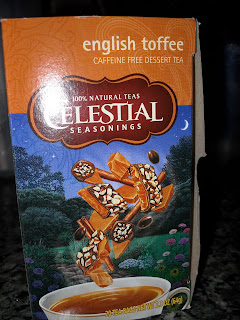 english toffee
CAFFEINE FREE DESSERT TEA
100% NATURAL TEAS
CELESTIAL
SEASONINGS